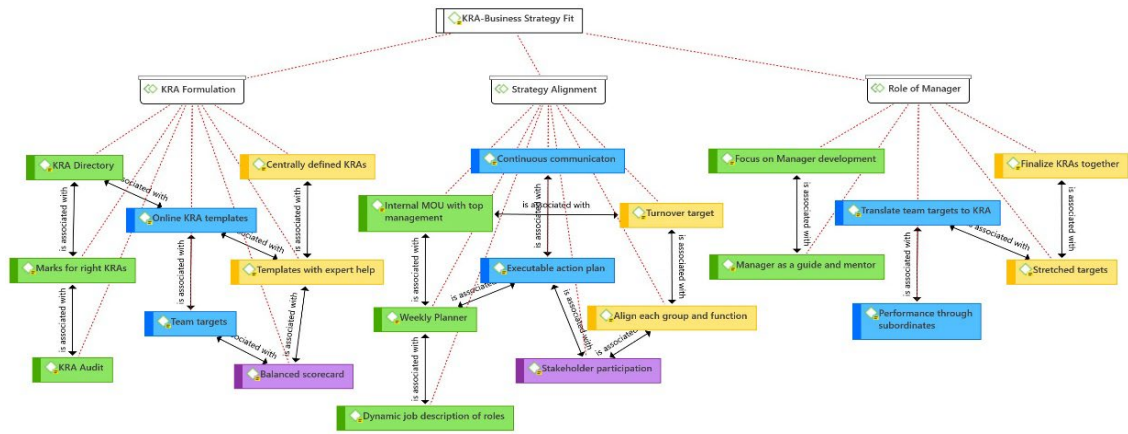 KRA-Business Strategy Fit
KRA Formulation
Strategy Alignment
Role of Manager
KRA Directory
Centrally defined KRAs
Continuous communicaton
Focus on Manager development
Finalize KRAs together
sociated with
is associated with
is associated with
Internal MOU with top
management
is associated with
Turnover target
is associated with
Online KRA templates
Translate team targets to KRA
is associated with
is associated with
sociated with
is associated with
is associated with
sociated with
Marks for right KRAs
Templates with expert help
Executable action plan
Manager as a guide and mentor
Stretched targets
is associated with
is associated with
is associated with
is associated
is associated with
Weekly Planner
Align each group and function
Team targets
Performance through
subordinates
is associated with
sociated with
is associated with
is associated
is associated
KRA Audit
Balanced scorecard
Stakeholder participation
is associated with
Dynamic job description of roles